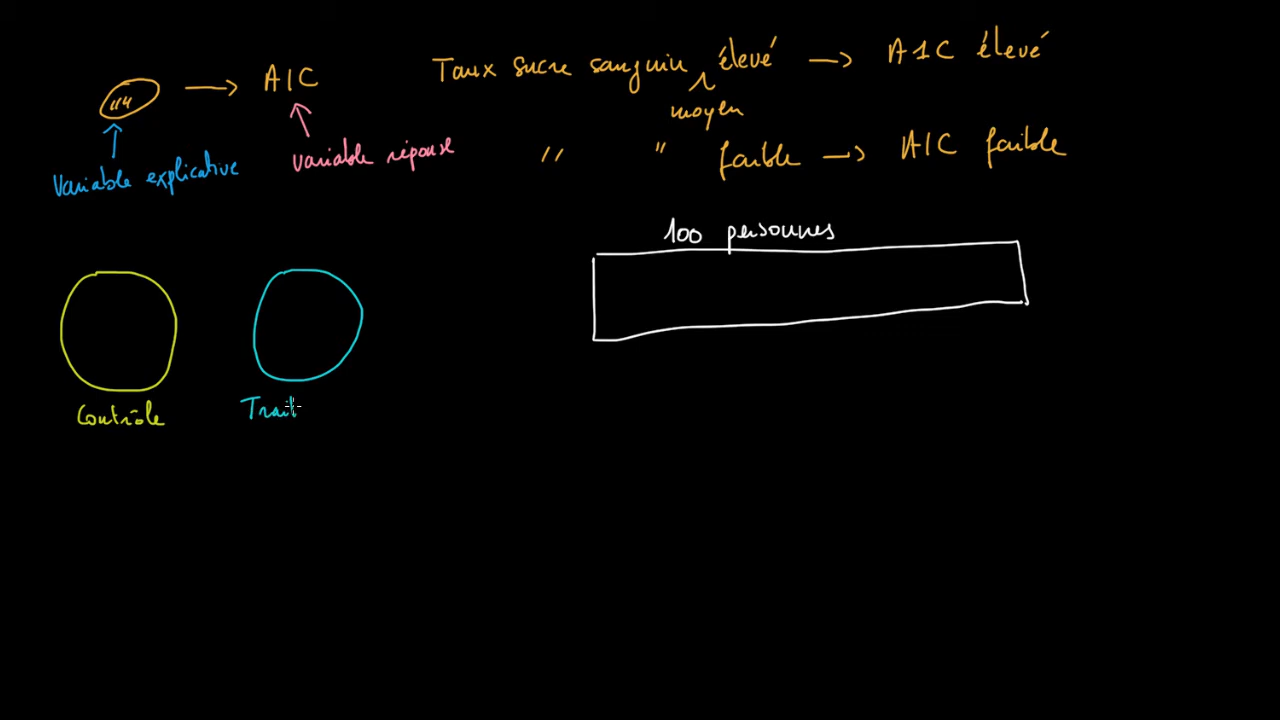 A1C
Taux sucre sanguin élevé → A1C élevé
moyen
Variable explicative
variable réponse
" " faible → A1C faible
100 personnes
Contrôle
Trait